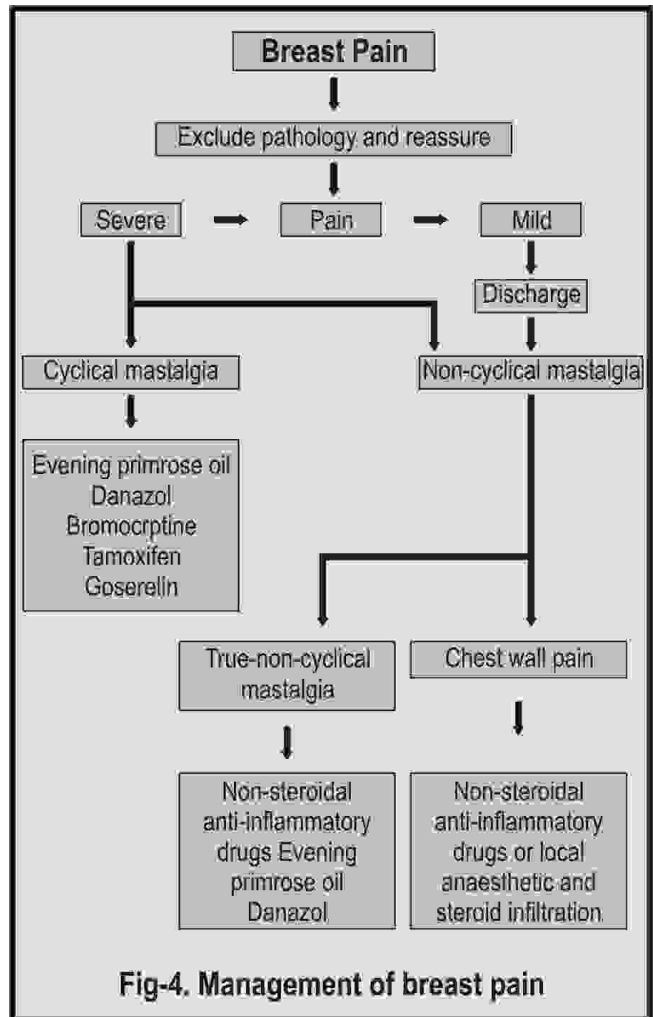 Breast Pain
Exclude pathology and reassure
Severe
Pain
Mild
Discharge
Cyclical mastalgia
Non-cyclical mastalgia
Evening primrose oil
Danazol
Bromocrptine
Tamoxifen
Goserelin
True-non-cyclical
mastalgia
Chest wall pain
Non-steroidal
anti-inflammatory
drugs Evening
primrose oil
Danazol
Non-steroidal
anti-inflammatory
drugs or local
anaesthetic and
steroid infiltration
Fig-4. Management of breast pain